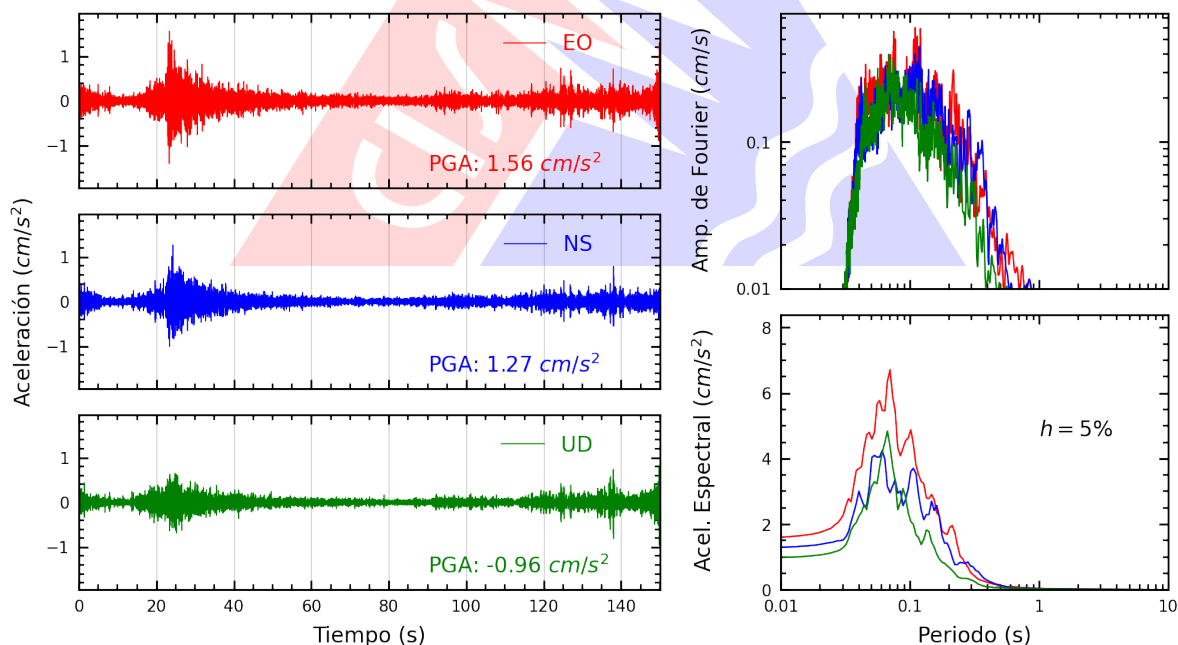 Aceleración (cm/s²)
1
0
−1
EO
PGA: 1.56 cm/s²
1
0
−1
NS
PGA: 1.27 cm/s²
1
0
−1
UD
PGA: -0.96 cm/s²
0 20 40 60 80 100 120 140
Tiempo (s)
Amp. de Fourier (cm/s)
0.1
0.01
Acel. Espectral (cm/s²)
8
6
4
2
0
h = 5%
0.01 0.1 1 10
Periodo (s)